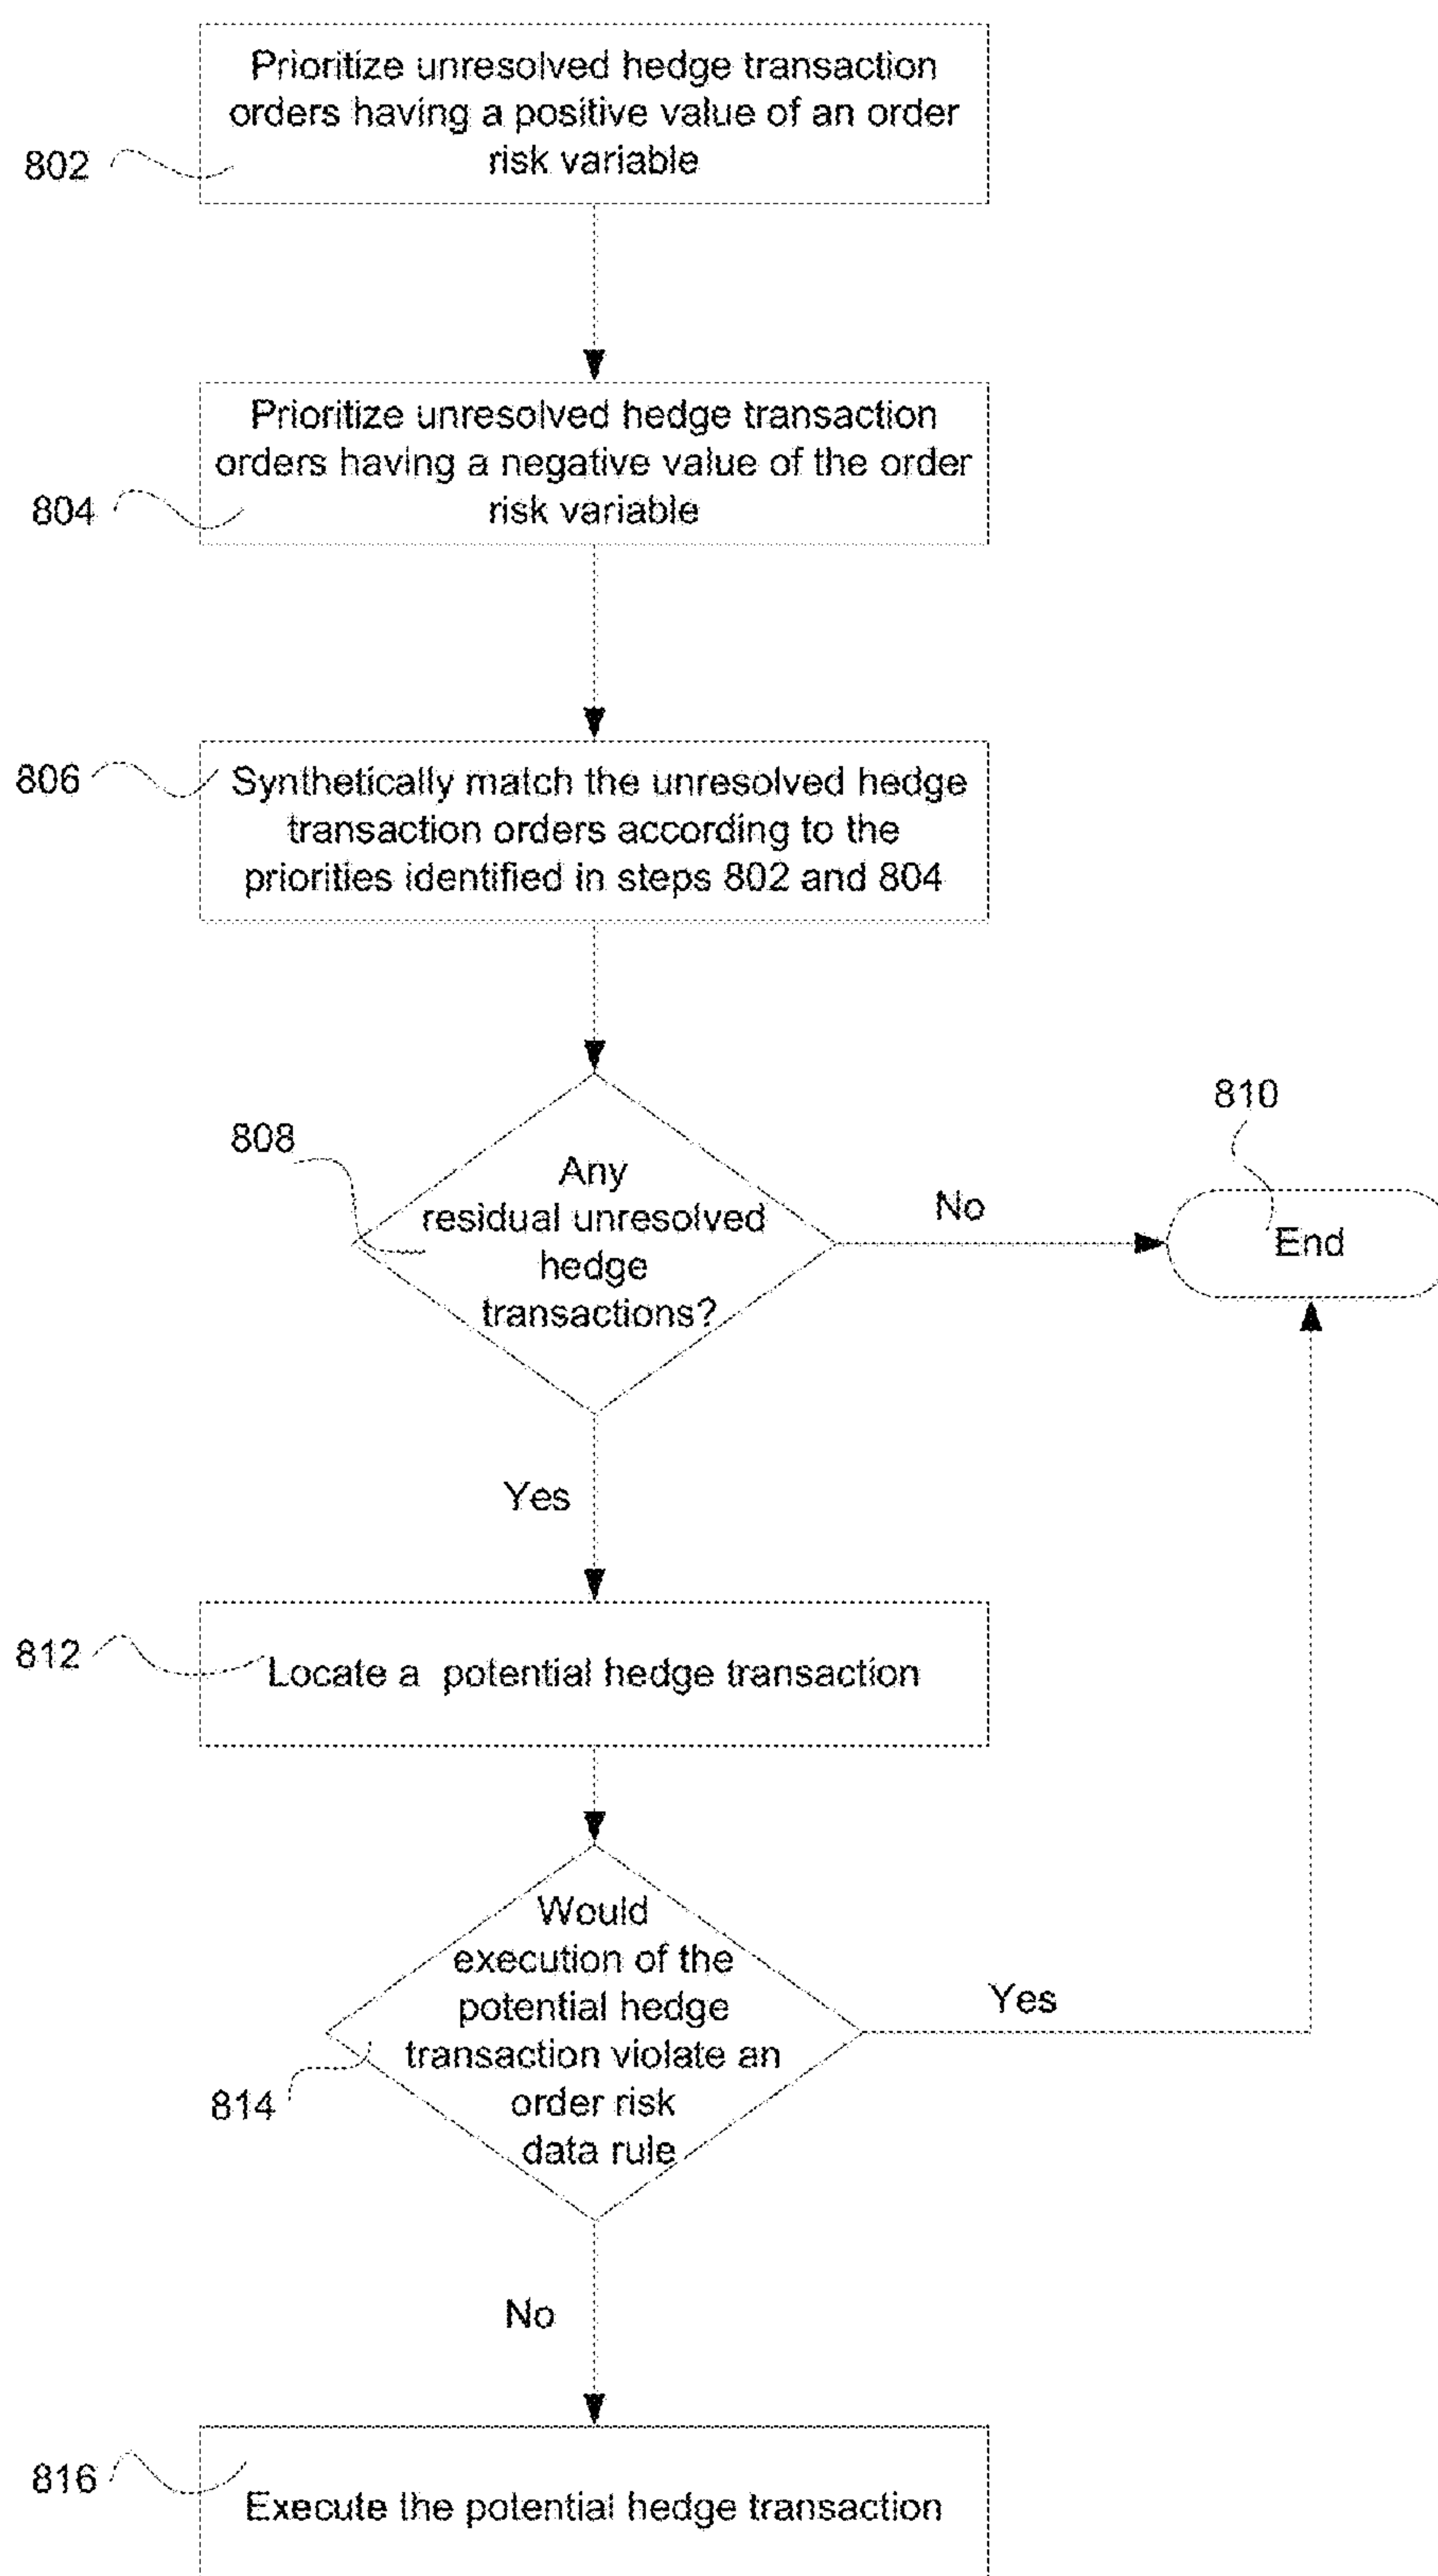 Prioritize unresolved hedge transaction
orders having a positive value of an order
risk variable
802
Prioritize unresolved hedge transaction
orders having a negative value of the order
risk variable
804
806
Synthetically match the unresolved hedge
transaction orders according to the
priorities identified in steps 802 and 804
808
Any
residual unresolved
hedge
transactions?
No
810
End
Yes
812
Locate a potential hedge transaction
Would
execution of the
potential hedge
transaction violate an
order risk
data rule
814
Yes
No
816
Execute the potential hedge transaction